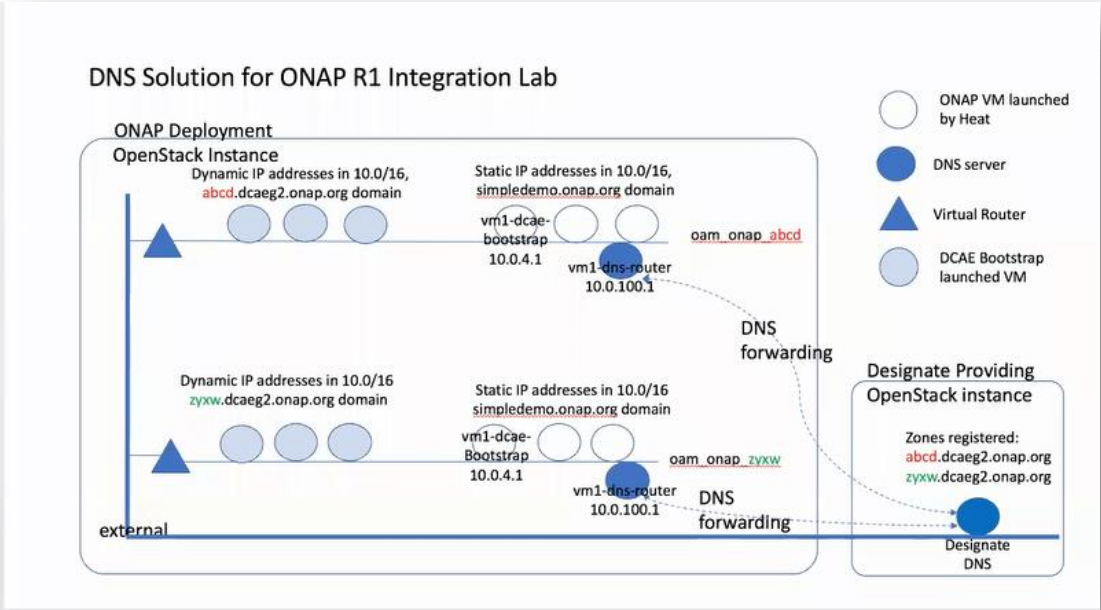 DNS Solution for ONAP R1 Integration Lab
ONAP Deployment
OpenStack Instance
Dynamic IP addresses in 10.0/16,
abcd.dcaeg2.onap.org domain
Static IP addresses in 10.0/16,
simpledemo.onap.org domain
vm1-dcae-
bootstrap
10.0.4.1
vm1-dns-router
10.0.100.1
oam_onap_abcd
ONAP VM launched
by Heat
DNS server
Virtual Router
DCAE Bootstrap
launched VM
DNS
forwarding
Dynamic IP addresses in 10.0/16
zyxw.dcaeg2.onap.org domain
Static IP addresses in 10.0/16
simpledemo.onap.org domain
vm1-dcae-
Bootstrap
10.0.4.1
vm1-dns-router
10.0.100.1
oam_onap_zyxw
DNS
forwarding
external
Designate Providing
OpenStack instance
Zones registered:
abcd.dcaeg2.onap.org
zyxw.dcaeg2.onap.org
Designate
DNS